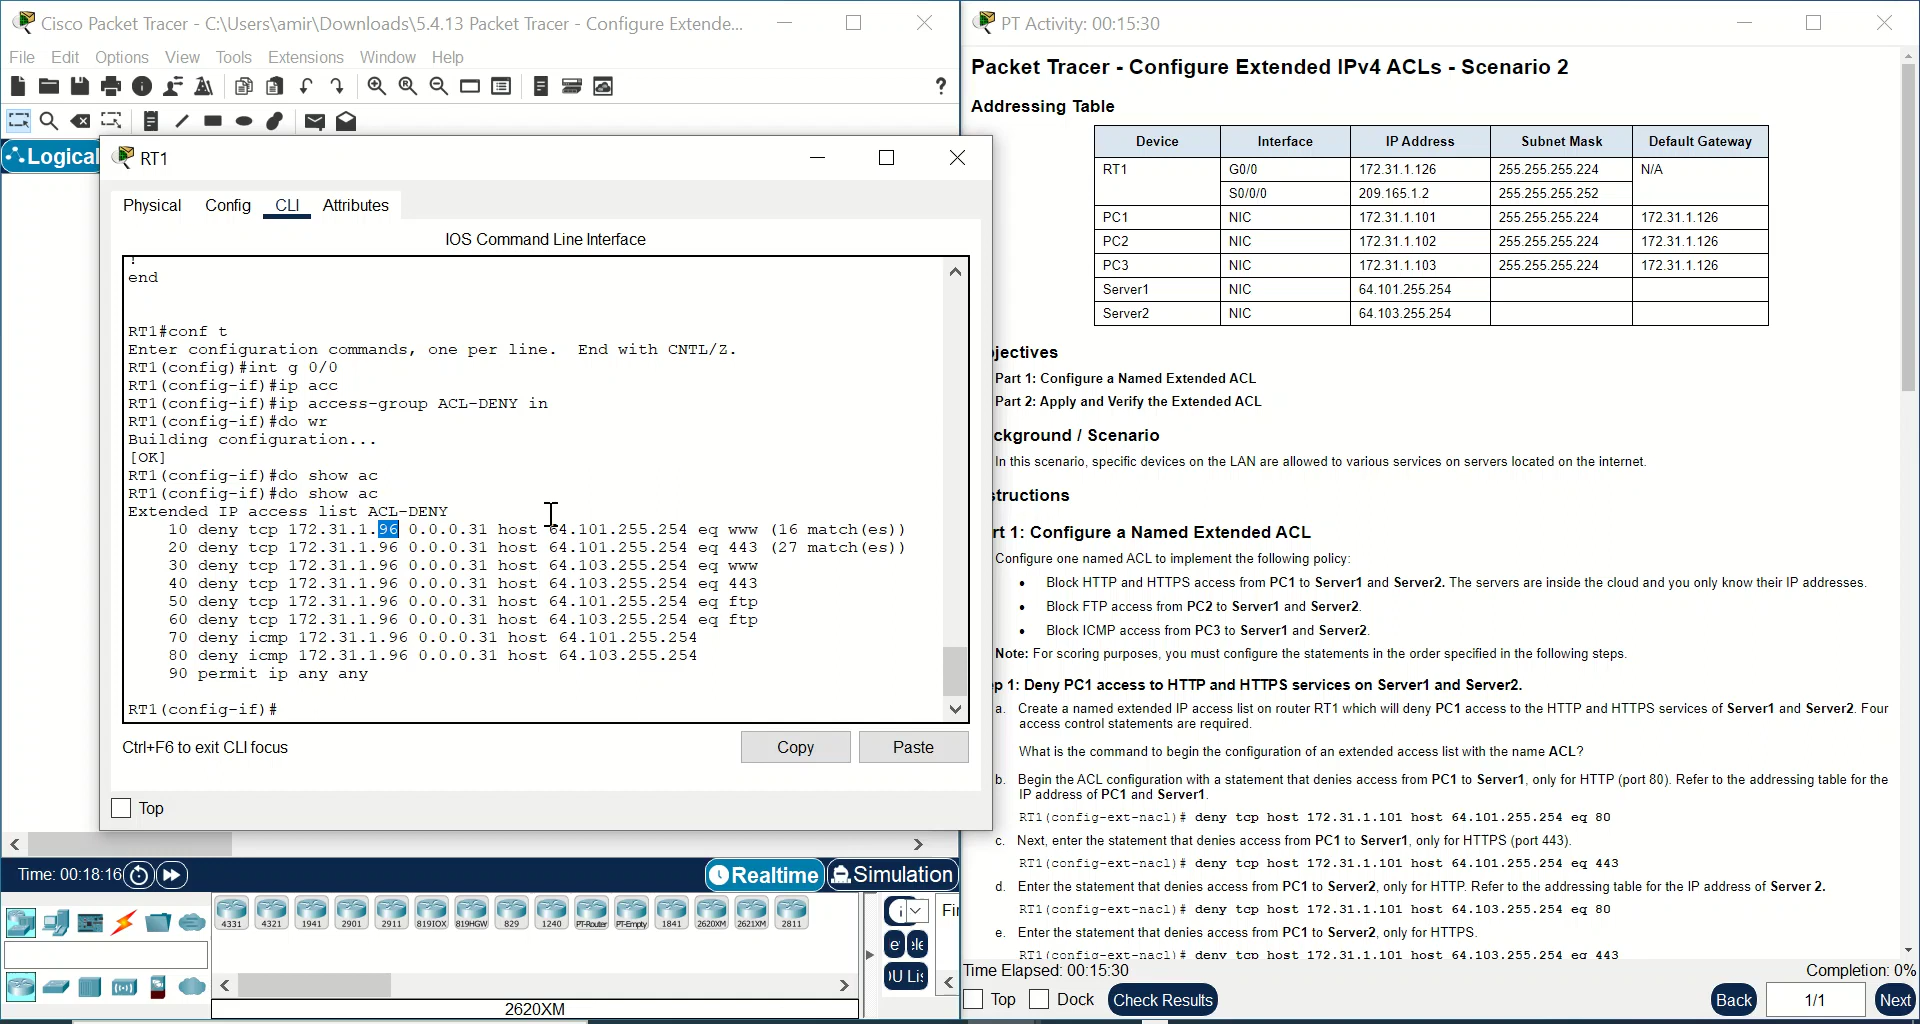 Cisco Packet Tracer - C:\Users\amir\Downloads\5.4.13 Packet Tracer - Configure Extende...
File Edit Options View Tools Extensions Window Help
Logical
RT1
Physical Config CLI Attributes
IOS Command Line Interface
!
end
RT1#conf t
Enter configuration commands, one per line.  End with CNTL/Z.
RT1(config)#int g 0/0
RT1(config-if)#ip acc
RT1(config-if)#ip access-group ACL-DENY in
RT1(config-if)#do wr
Building configuration...
[OK]
RT1(config-if)#do show ac
RT1(config-if)#do show ac
Extended IP access list ACL-DENY
10 deny tcp 172.31.1.96 0.0.0.31 host 64.101.255.254 eq www (16 match(es))
20 deny tcp 172.31.1.96 0.0.0.31 host 64.101.255.254 eq 443 (27 match(es))
30 deny tcp 172.31.1.96 0.0.0.31 host 64.103.255.254 eq www
40 deny tcp 172.31.1.96 0.0.0.31 host 64.103.255.254 eq 443
50 deny tcp 172.31.1.96 0.0.0.31 host 64.101.255.254 eq ftp
60 deny tcp 172.31.1.96 0.0.0.31 host 64.103.255.254 eq ftp
70 deny icmp 172.31.1.96 0.0.0.31 host 64.101.255.254
80 deny icmp 172.31.1.96 0.0.0.31 host 64.103.255.254
90 permit ip any any
RT1(config-if)#
Ctrl+F6 to exit CLI focus
Copy Paste
Top
Time: 00:18:16
Realtime Simulation
4331 4321 1941 2901 2911 819IOX 819HGW 829 1240 PT-Router PT-Empty 1841 2620XM 2621XM 2811
2620XM
i Fir
e ele
OU Lis
PT Activity: 00:15:30
Packet Tracer - Configure Extended IPv4 ACLs - Scenario 2
Addressing Table
Device Interface IP Address Subnet Mask Default Gateway
RT1 G0/0 172.31.1.126 255.255.255.224 N/A
S0/0/0 209.165.1.2 255.255.255.252
PC1 NIC 172.31.1.101 255.255.255.224 172.31.1.126
PC2 NIC 172.31.1.102 255.255.255.224 172.31.1.126
PC3 NIC 172.31.1.103 255.255.255.224 172.31.1.126
Server1 NIC 64.101.255.254
Server2 NIC 64.103.255.254
jectives
Part 1: Configure a Named Extended ACL
Part 2: Apply and Verify the Extended ACL
ckground / Scenario
In this scenario, specific devices on the LAN are allowed to various services on servers located on the internet.
structions
rt 1: Configure a Named Extended ACL
Configure one named ACL to implement the following policy:
• Block HTTP and HTTPS access from PC1 to Server1 and Server2. The servers are inside the cloud and you only know their IP addresses.
• Block FTP access from PC2 to Server1 and Server2.
• Block ICMP access from PC3 to Server1 and Server2.
Note: For scoring purposes, you must configure the statements in the order specified in the following steps.
p 1: Deny PC1 access to HTTP and HTTPS services on Server1 and Server2.
a. Create a named extended IP access list on router RT1 which will deny PC1 access to the HTTP and HTTPS services of Server1 and Server2. Four
access control statements are required.
What is the command to begin the configuration of an extended access list with the name ACL?
b. Begin the ACL configuration with a statement that denies access from PC1 to Server1, only for HTTP (port 80). Refer to the addressing table for the
IP address of PC1 and Server1.
RT1(config-ext-nacl)# deny tcp host 172.31.1.101 host 64.101.255.254 eq 80
c. Next, enter the statement that denies access from PC1 to Server1, only for HTTPS (port 443).
RT1(config-ext-nacl)# deny tcp host 172.31.1.101 host 64.101.255.254 eq 443
d. Enter the statement that denies access from PC1 to Server2, only for HTTP. Refer to the addressing table for the IP address of Server 2.
RT1(config-ext-nacl)# deny tcp host 172.31.1.101 host 64.103.255.254 eq 80
e. Enter the statement that denies access from PC1 to Server2, only for HTTPS.
RT1(config-ext-nacl)# deny tcp host 172.31.1.101 host 64.103.255.254 eq 443
Time Elapsed: 00:15:30 Completion: 0%
Top Dock Check Results Back 1/1 Next